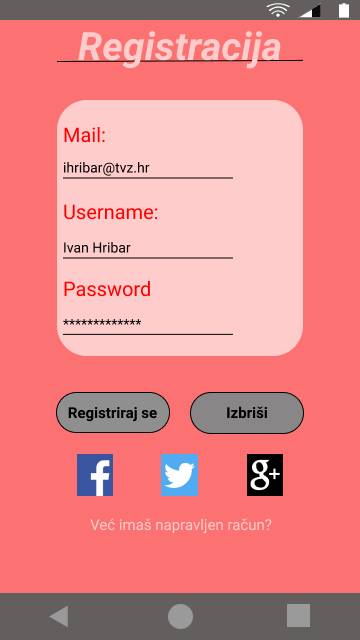 Registracija
Mail:
ihribar@tvz.hr
Username:
Ivan Hribar
Password
*************
Registriraj se
Izbriši
f
g+
Već imaš napravljen račun?